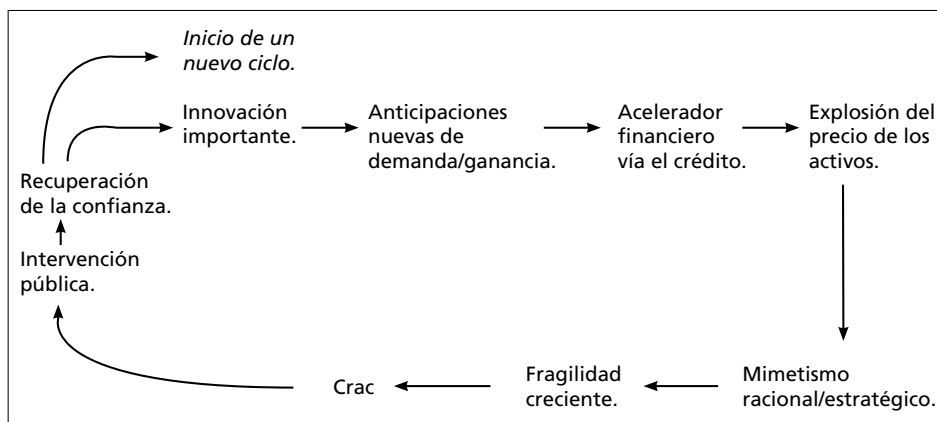 Inicio de un
nuevo ciclo.
Innovación
importante.
Anticipaciones
nuevas de
demanda/ganancia.
Acelerador
financiero
vía el crédito.
Explosión del
precio de los
activos.
Recuperación
de la confianza.
Intervención
pública.
Crac
Fragilidad
creciente.
Mimetismo
racional/estratégico.